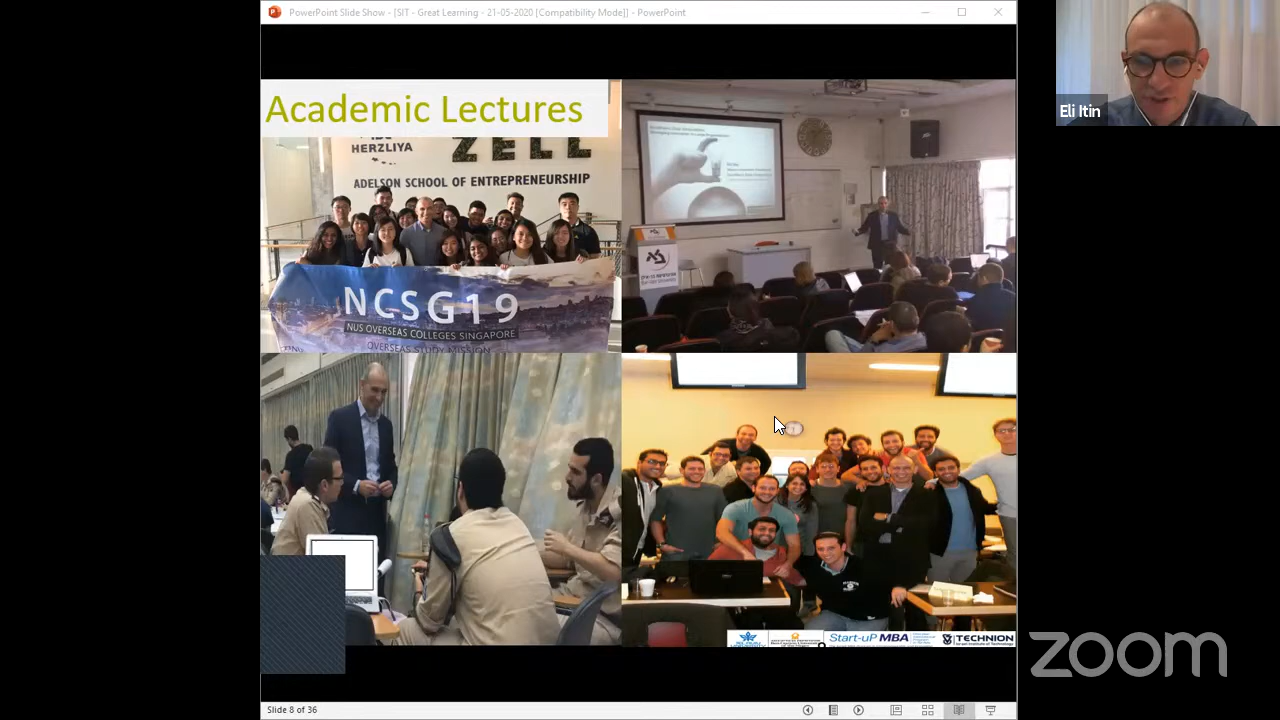 PowerPoint Slide Show - [SIT - Great Learning - 21-05-2020 [Compatibility Mode]] - PowerPoint
Eli Itin
Academic Lectures
HERZLIYA
ZELL
ADELSON SCHOOL OF ENTREPRENEURSHIP
NCSG19
NUS OVERSEAS COLLEGES SINGAPORE
OVERSEAS STUDY MISSION
Start-uP MBA
TECHNION
Slide 8 of 36
zoom